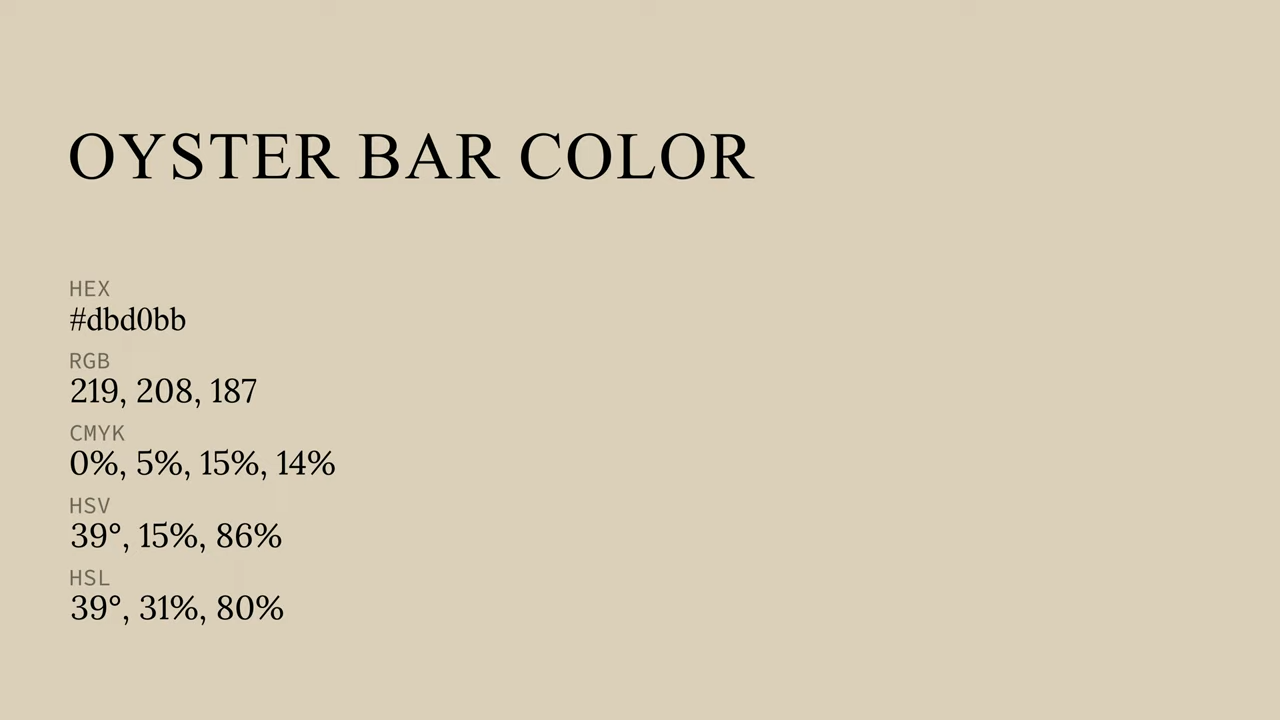 OYSTER BAR COLOR
HEX
#dbd0bb
RGB
219, 208, 187
CMYK
0%, 5%, 15%, 14%
HSV
39°, 15%, 86%
HSL
39°, 31%, 80%